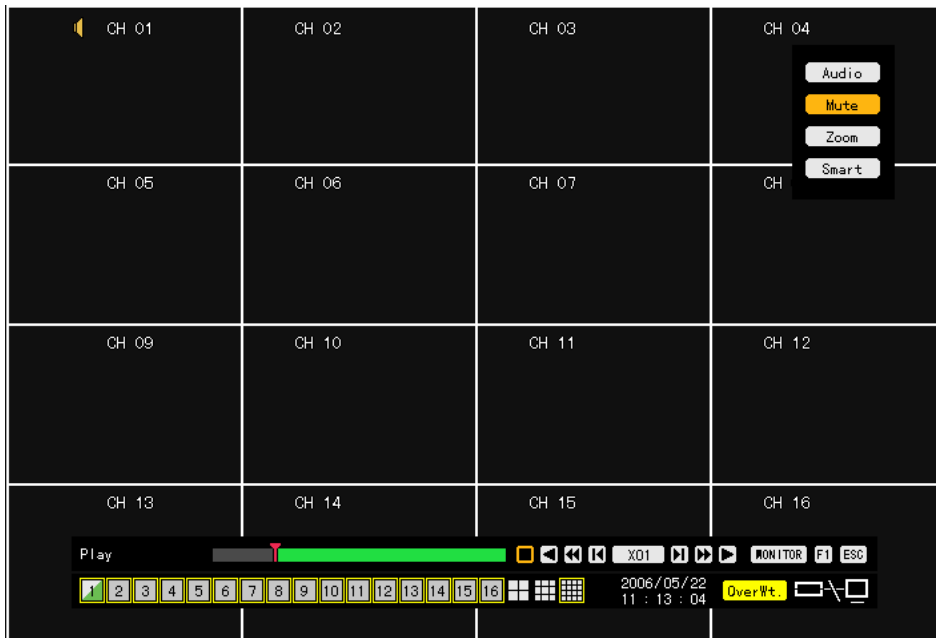 CH 01 CH 02 CH 03 CH 04
Audio
Mute
Zoom
Smart
CH 05 CH 06 CH 07 CH
CH 09 CH 10 CH 11 CH 12
CH 13 CH 14 CH 15 CH 16
Play X01 MONITOR F1 ESC
1 2 3 4 5 6 7 8 9 10 11 12 13 14 15 16 2006/05/22 OverWt.
11 : 13 : 04